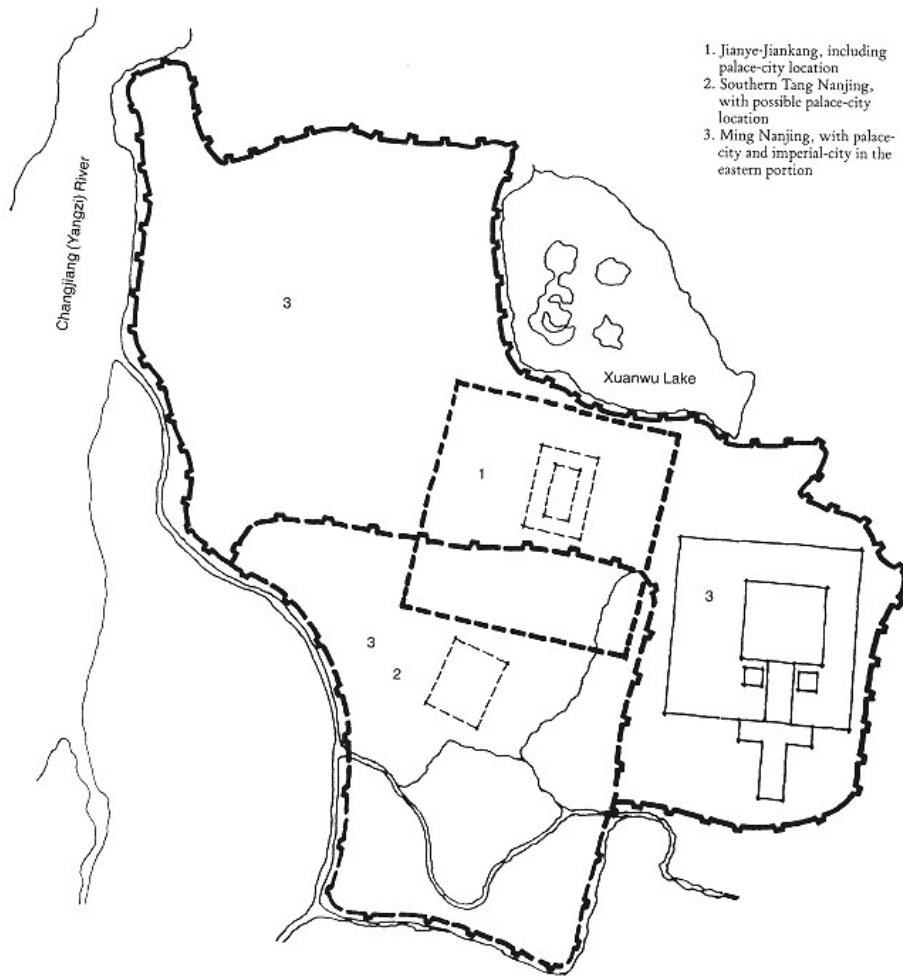 1. Jianye-Jiankang, including
palace-city location
2. Southern Tang Nanjing,
with possible palace-city
location
3. Ming Nanjing, with palace-
city and imperial-city in the
eastern portion
Changjiang (Yangzi) River
3
Xuanwu Lake
1
3
3
2